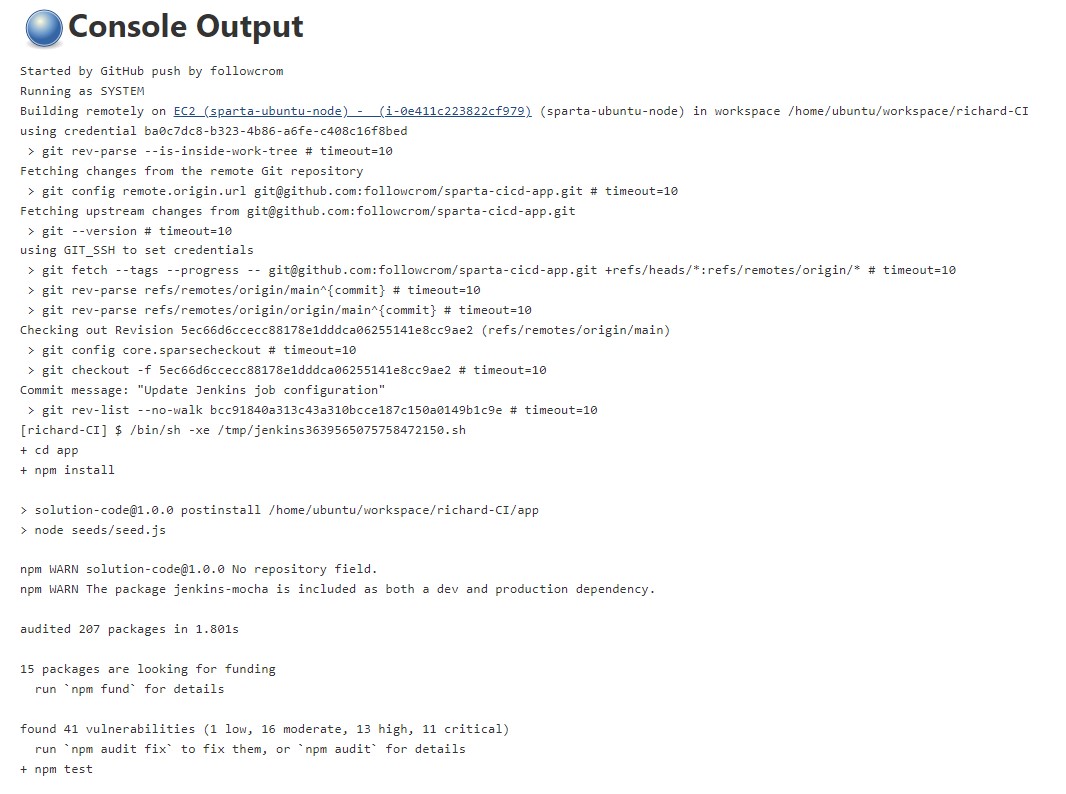 Console Output
Started by GitHub push by followcrom
Running as SYSTEM
Building remotely on EC2 (sparta-ubuntu-node) -  (i-0e411c223822cf979) (sparta-ubuntu-node) in workspace /home/ubuntu/workspace/richard-CI
using credential ba0c7dc8-b323-4b86-a6fe-c408c16f8bed
 > git rev-parse --is-inside-work-tree # timeout=10
Fetching changes from the remote Git repository
 > git config remote.origin.url git@github.com:followcrom/sparta-cicd-app.git # timeout=10
Fetching upstream changes from git@github.com:followcrom/sparta-cicd-app.git
 > git --version # timeout=10
using GIT_SSH to set credentials
 > git fetch --tags --progress -- git@github.com:followcrom/sparta-cicd-app.git +refs/heads/*:refs/remotes/origin/* # timeout=10
 > git rev-parse refs/remotes/origin/main^{commit} # timeout=10
 > git rev-parse refs/remotes/origin/origin/main^{commit} # timeout=10
Checking out Revision 5ec66d6ccecc88178e1dddca06255141e8cc9ae2 (refs/remotes/origin/main)
 > git config core.sparsecheckout # timeout=10
 > git checkout -f 5ec66d6ccecc88178e1dddca06255141e8cc9ae2 # timeout=10
Commit message: "Update Jenkins job configuration"
 > git rev-list --no-walk bcc91840a313c43a310bcce187c150a0149b1c9e # timeout=10
[richard-CI] $ /bin/sh -xe /tmp/jenkins3639565075758472150.sh
+ cd app
+ npm install
> solution-code@1.0.0 postinstall /home/ubuntu/workspace/richard-CI/app
> node seeds/seed.js
npm WARN solution-code@1.0.0 No repository field.
npm WARN The package jenkins-mocha is included as both a dev and production dependency.
audited 207 packages in 1.801s
15 packages are looking for funding
  run `npm fund` for details
found 41 vulnerabilities (1 low, 16 moderate, 13 high, 11 critical)
  run `npm audit fix` to fix them, or `npm audit` for details
+ npm test